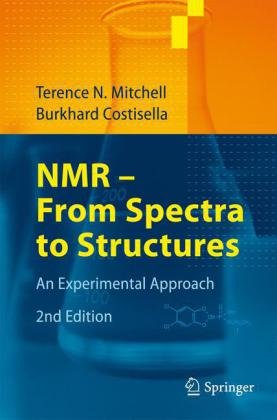 Terence N. Mitchell
Burkhard Costisella
NMR –
From Spectra
to Structures
An Experimental Approach
2nd Edition
Springer